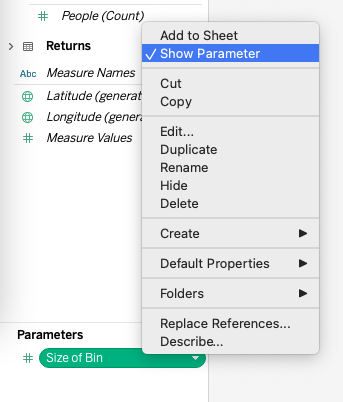 People (Count)
Returns
Abc Measure Names
Latitude (generat
Longitude (genera
Measure Values
Add to Sheet
✓ Show Parameter
Cut
Copy
Edit...
Duplicate
Rename
Hide
Delete
Create
Default Properties
Folders
Replace References...
Describe...
Parameters
Size of Bin